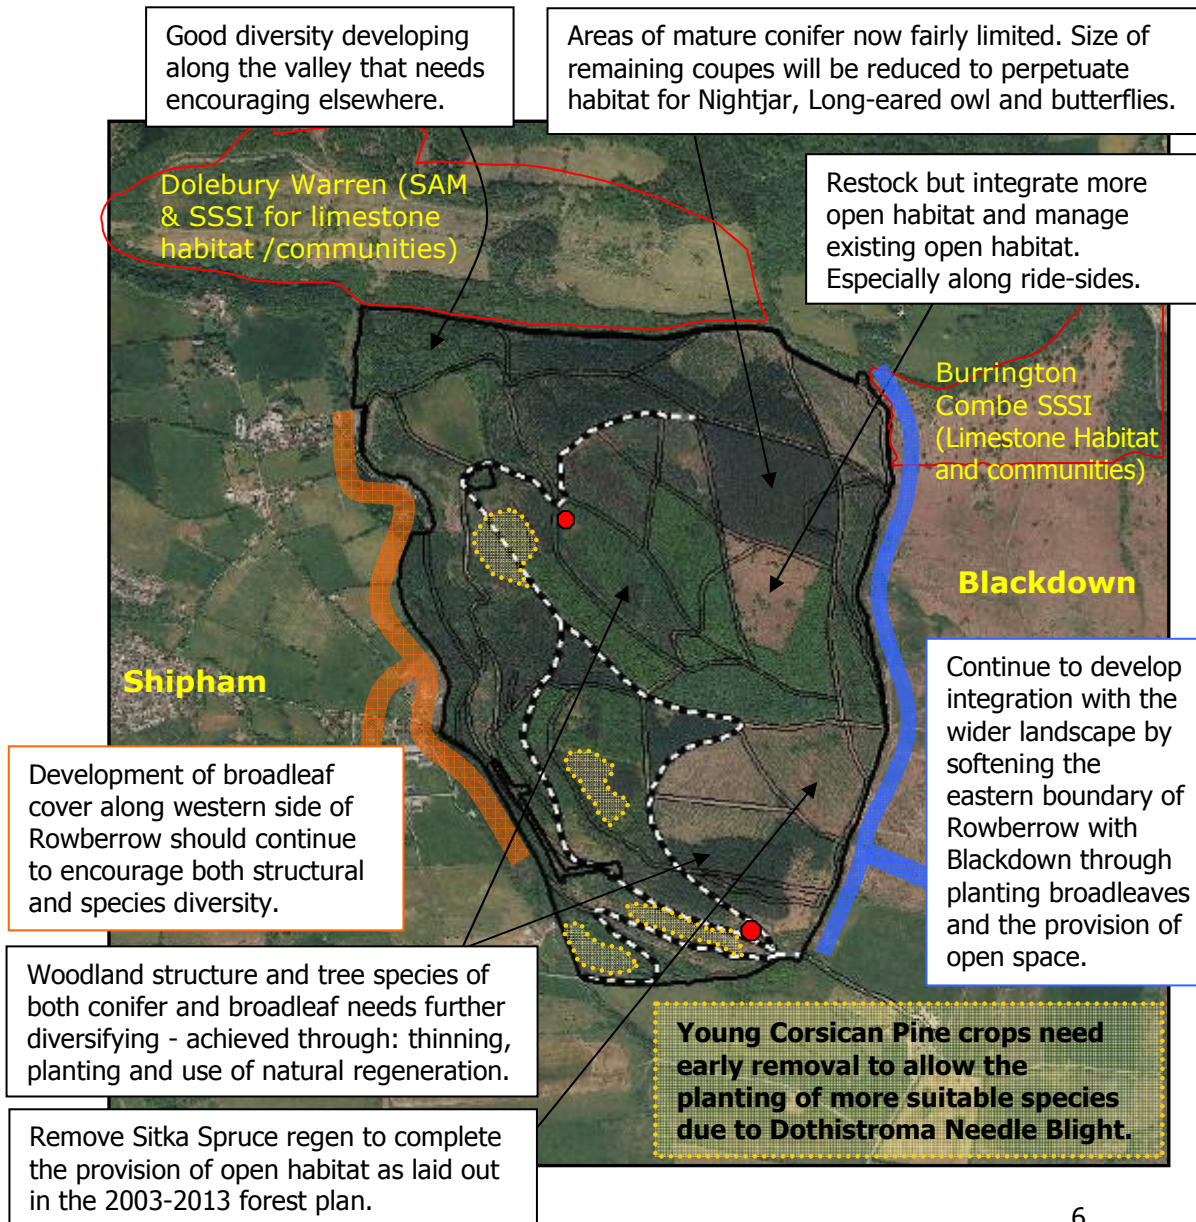 Good diversity developing
along the valley that needs
encouraging elsewhere.
Areas of mature conifer now fairly limited. Size of
remaining coupes will be reduced to perpetuate
habitat for Nightjar, Long-eared owl and butterflies.
Dolebury Warren (SAM
& SSSI for limestone
habitat /communities)
Restock but integrate more
open habitat and manage
existing open habitat.
Especially along ride-sides.
Burrington
Combe SSSI
(Limestone Habitat
and communities)
Blackdown
Shipham
Continue to develop
integration with the
wider landscape by
softening the
eastern boundary of
Rowberrow with
Blackdown through
planting broadleaves
and the provision of
open space.
Development of broadleaf
cover along western side of
Rowberrow should continue
to encourage both structural
and species diversity.
Woodland structure and tree species of
both conifer and broadleaf needs further
diversifying - achieved through: thinning,
planting and use of natural regeneration.
Young Corsican Pine crops need
early removal to allow the
planting of more suitable species
due to Dothistroma Needle Blight.
Remove Sitka Spruce regen to complete
the provision of open habitat as laid out
in the 2003-2013 forest plan.
6